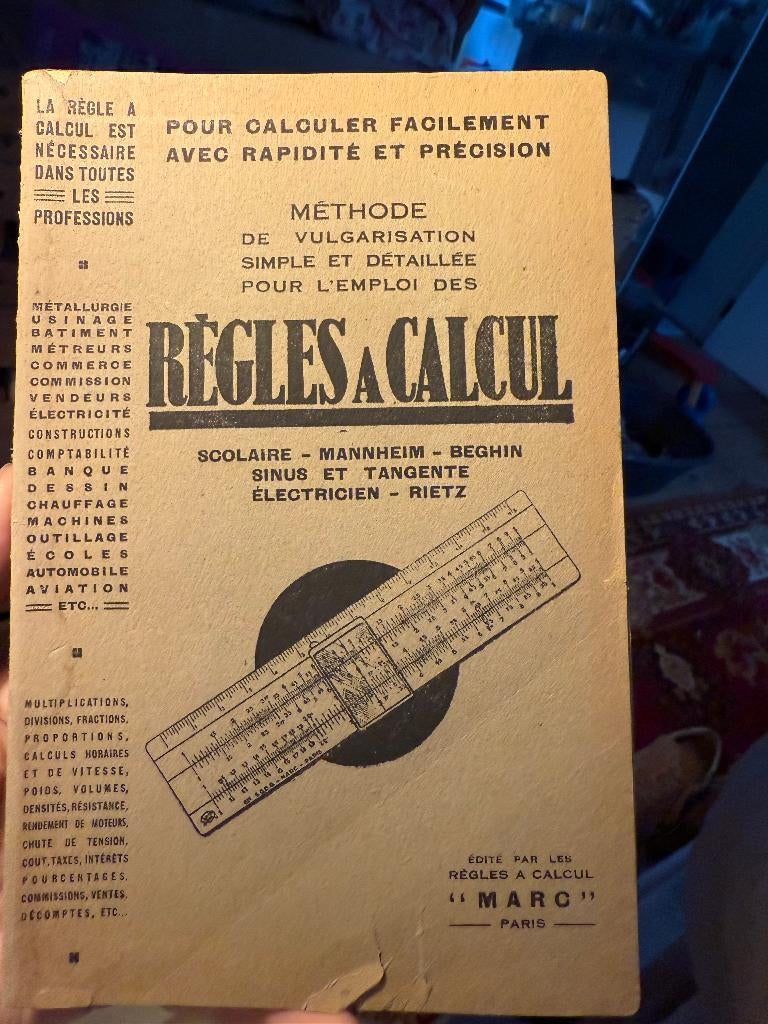 LA RÈGLE A
CALCUL EST
NÉCESSAIRE
DANS TOUTES
LES
PROFESSIONS
MÉTALLURGIE
USINAGE
BATIMENT
MÉTREURS
COMMERCE
COMMISSION
VENDEURS
ÉLECTRICITÉ
CONSTRUCTIONS
COMPTABILITÉ
BANQUE
DESSIN
CHAUFFAGE
MACHINES
OUTILLAGE
ÉCOLES
AUTOMOBILE
AVIATION
ETC...
MULTIPLICATIONS,
DIVISIONS, FRACTIONS,
PROPORTIONS,
CALCULS HORAIRES
ET DE VITESSE,
POIDS, VOLUMES,
DENSITÉS, RÉSISTANCE,
RENDEMENT DE MOTEURS,
CHUTE DE TENSION,
COUT, TAXES, INTÉRÊTS
POURCENTAGES,
COMMISSIONS, VENTES,
DÉCOMPTES, ETC...
POUR CALCULER FACILEMENT
AVEC RAPIDITÉ ET PRÉCISION
MÉTHODE
DE VULGARISATION
SIMPLE ET DÉTAILLÉE
POUR L'EMPLOI DES
RÈGLES A CALCUL
SCOLAIRE - MANNHEIM - BEGHIN
SINUS ET TANGENTE
ÉLECTRICIEN - RIETZ
MARC - PARIS
ÉDITÉ PAR LES
RÈGLES A CALCUL
"MARC"
PARIS